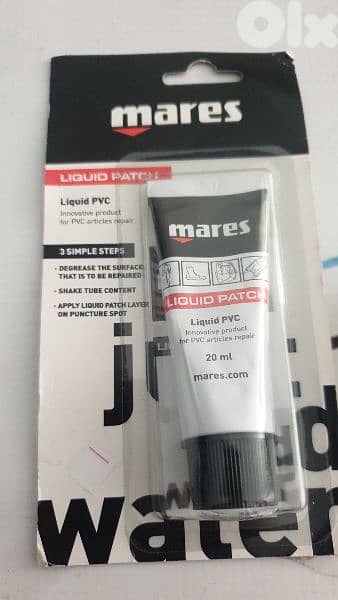 OLX
mares
LIQUID PATCH
Liquid PVC
Innovative product
for PVC articles repair
3 SIMPLE STEPS
• DEGREASE THE SURFACE
THAT IS TO BE REPAIRED
• SHAKE TUBE CONTENT
• APPLY LIQUID PATCH LAYER
ON PUNCTURE SPOT
mares
LIQUID PATCH
Liquid PVC
Innovative product
for PVC articles repair
20 ml
mares.com
water